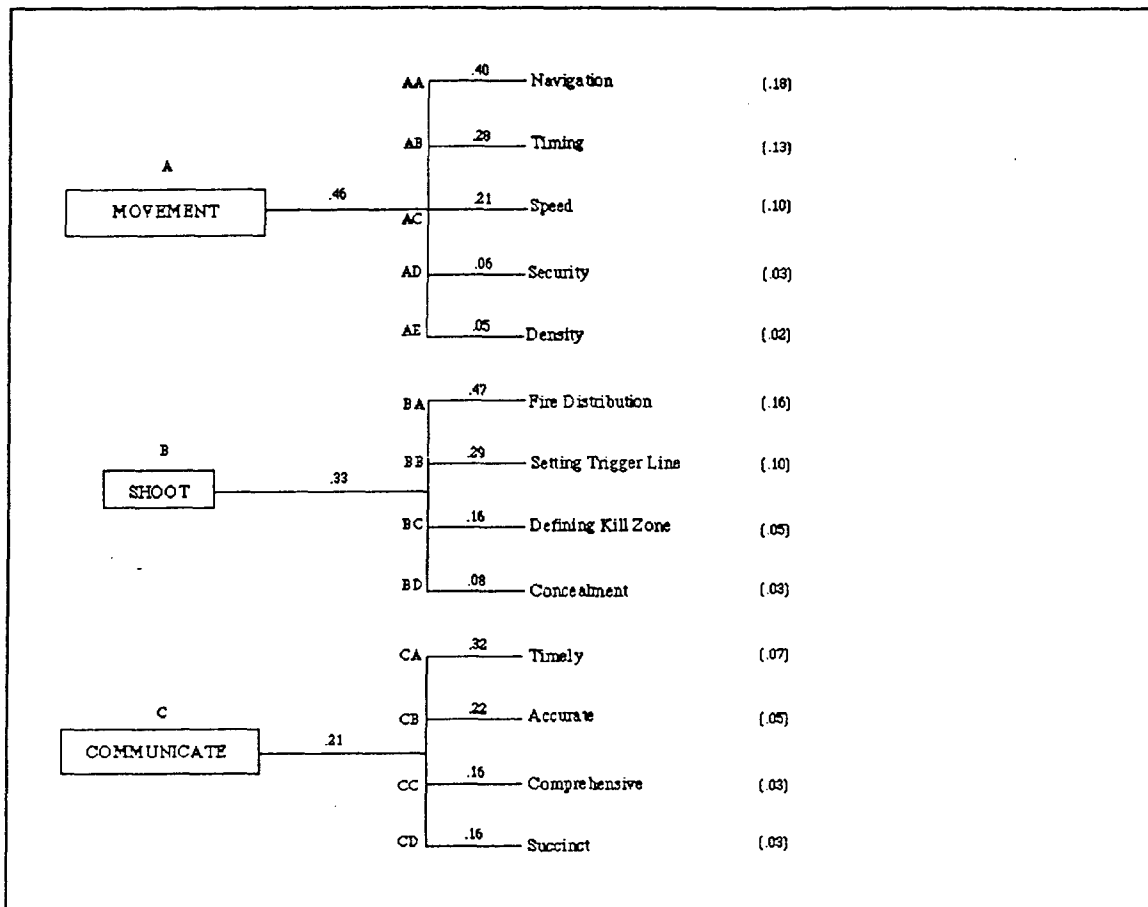 AA .40 Navigation (.18)
AB .28 Timing (.13)
A
MOVEMENT .46 AC .21 Speed (.10)
AD .06 Security (.03)
AE .05 Density (.02)
BA .47 Fire Distribution (.16)
B
BB .29 Setting Trigger Line (.10)
SHOOT .33
BC .16 Defining Kill Zone (.05)
BD .08 Concealment (.03)
CA .32 Timely (.07)
C
CB .22 Accurate (.05)
COMMUNICATE .21
CC .16 Comprehensive (.03)
CD .16 Succinct (.03)